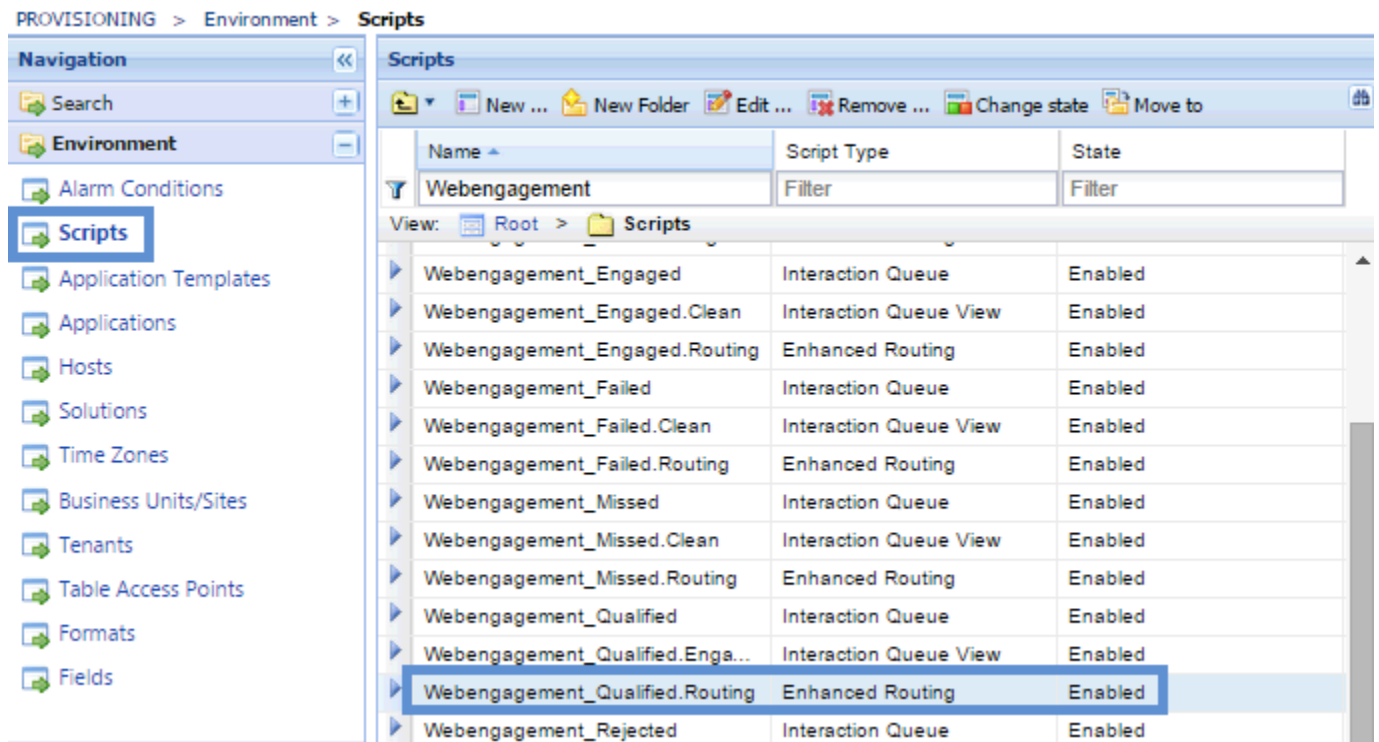 PROVISIONING > Environment > Scripts
Navigation
Search
Environment
Alarm Conditions
Scripts
Application Templates
Applications
Hosts
Solutions
Time Zones
Business Units/Sites
Tenants
Table Access Points
Formats
Fields
Scripts
New ... New Folder Edit ... Remove ... Change state Move to
Name Script Type State
Webengagement Filter Filter
View: Root > Scripts
Webengagement_Engaged Interaction Queue Enabled
Webengagement_Engaged.Clean Interaction Queue View Enabled
Webengagement_Engaged.Routing Enhanced Routing Enabled
Webengagement_Failed Interaction Queue Enabled
Webengagement_Failed.Clean Interaction Queue View Enabled
Webengagement_Failed.Routing Enhanced Routing Enabled
Webengagement_Missed Interaction Queue Enabled
Webengagement_Missed.Clean Interaction Queue View Enabled
Webengagement_Missed.Routing Enhanced Routing Enabled
Webengagement_Qualified Interaction Queue Enabled
Webengagement_Qualified.Enga... Interaction Queue View Enabled
Webengagement_Qualified.Routing Enhanced Routing Enabled
Webengagement_Rejected Interaction Queue Enabled